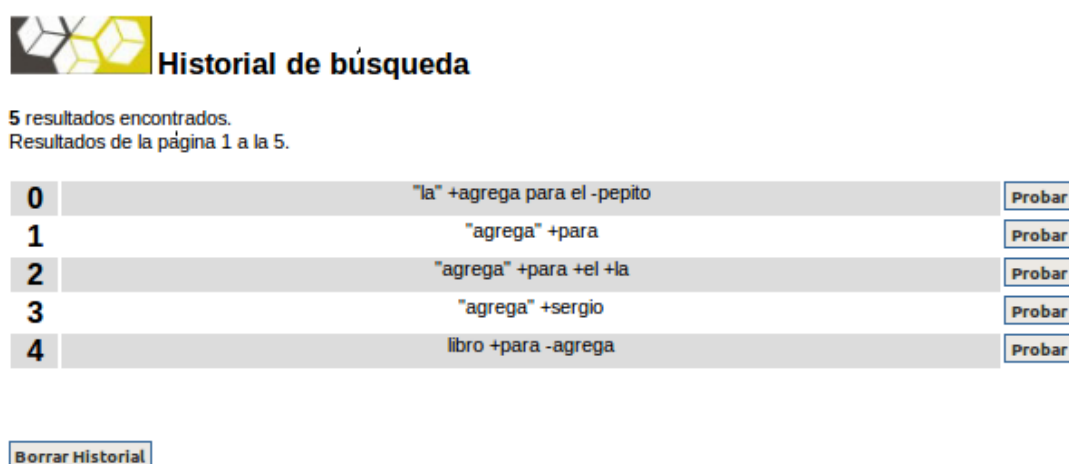 Historial de búsqueda
5 resultados encontrados.
Resultados de la página 1 a la 5.
0 "la" +agrega para el -pepito Probar
1 "agrega" +para Probar
2 "agrega" +para +el +la Probar
3 "agrega" +sergio Probar
4 libro +para -agrega Probar
Borrar Historial